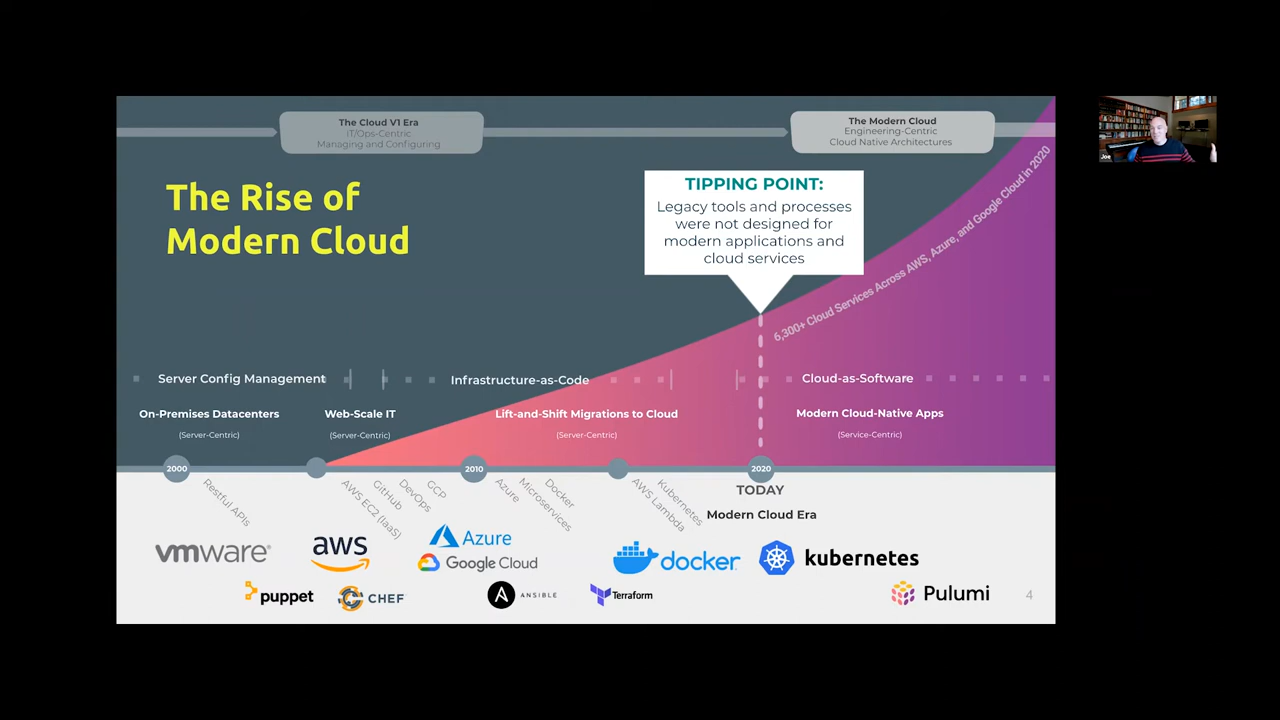 The Cloud V1 Era
IT/Ops-Centric
Managing and Configuring
The Modern Cloud
Engineering-Centric
Cloud Native Architectures
Joe
The Rise of
Modern Cloud
TIPPING POINT:
Legacy tools and processes
were not designed for
modern applications and
cloud services
6,300+ Cloud Services Across AWS, Azure, and Google Cloud in 2020
Server Config Management
Infrastructure-as-Code
Cloud-as-Software
On-Premises Datacenters
(Server-Centric)
Web-Scale IT
(Server-Centric)
Lift-and-Shift Migrations to Cloud
(Server-Centric)
Modern Cloud-Native Apps
(Service-Centric)
2000
2010
2020
Restful APIs
AWS EC2 (IaaS)
GitHub
DevOps
GCP
Azure
Microservices
Docker
AWS Lambda
Kubernetes
TODAY
Modern Cloud Era
vmware®
aws
Azure
Google Cloud
docker
kubernetes
puppet
CHEF
ANSIBLE
Terraform
Pulumi
4